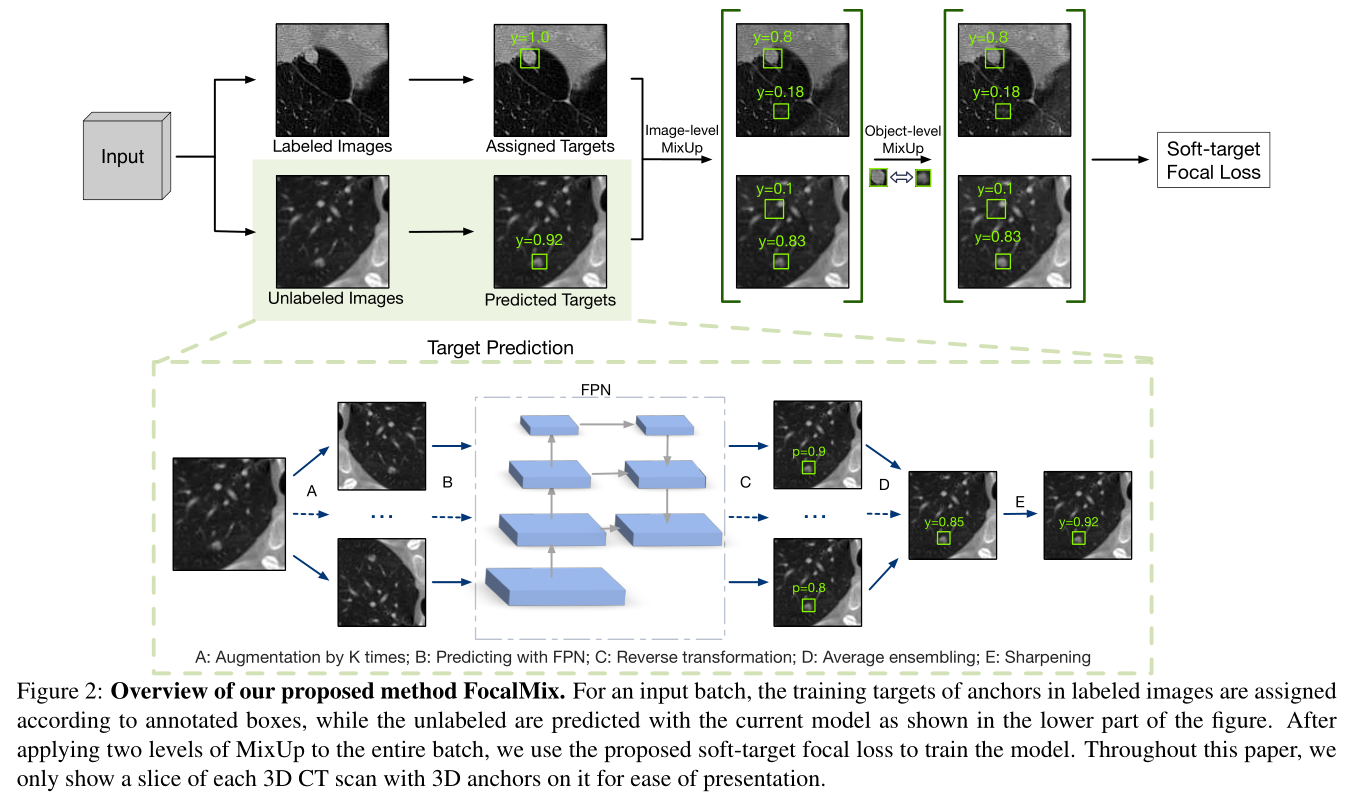 Input
Labeled Images
y=1.0
Assigned Targets
Unlabeled Images
y=0.92
Predicted Targets
Image-level
MixUp
y=0.8
y=0.18
y=0.1
y=0.83
Object-level
MixUp
y=0.8
y=0.18
y=0.1
y=0.83
Soft-target
Focal Loss
Target Prediction
A
B
FPN
C
p=0.9
p=0.8
D
y=0.85
E
y=0.92
...
...
A: Augmentation by K times; B: Predicting with FPN; C: Reverse transformation; D: Average ensembling; E: Sharpening
Figure 2: Overview of our proposed method FocalMix. For an input batch, the training targets of anchors in labeled images are assigned
according to annotated boxes, while the unlabeled are predicted with the current model as shown in the lower part of the figure. After
applying two levels of MixUp to the entire batch, we use the proposed soft-target focal loss to train the model. Throughout this paper, we
only show a slice of each 3D CT scan with 3D anchors on it for ease of presentation.